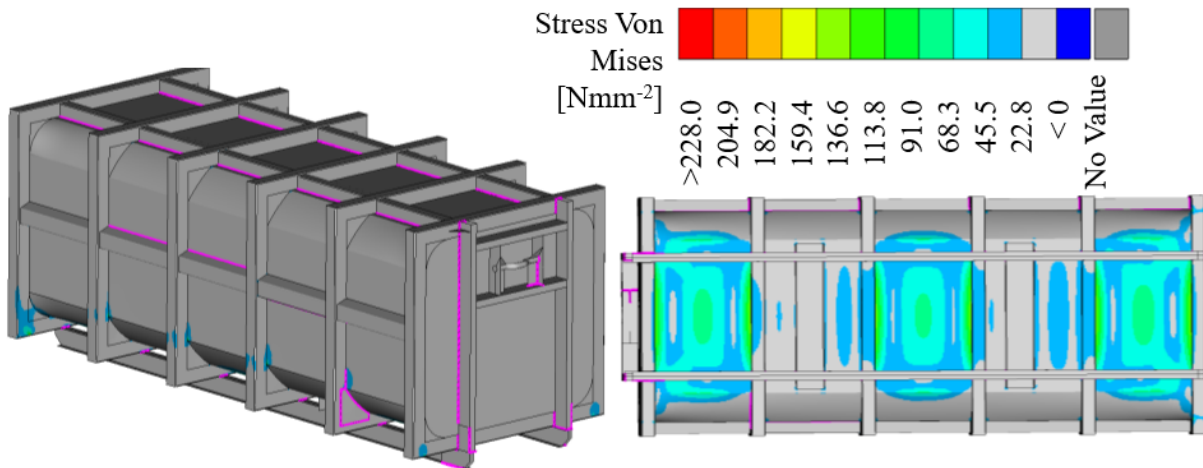 Stress Von
Mises
[Nmm-2]
>228.0
204.9
182.2
159.4
136.6
113.8
91.0
68.3
45.5
22.8
< 0
No Value